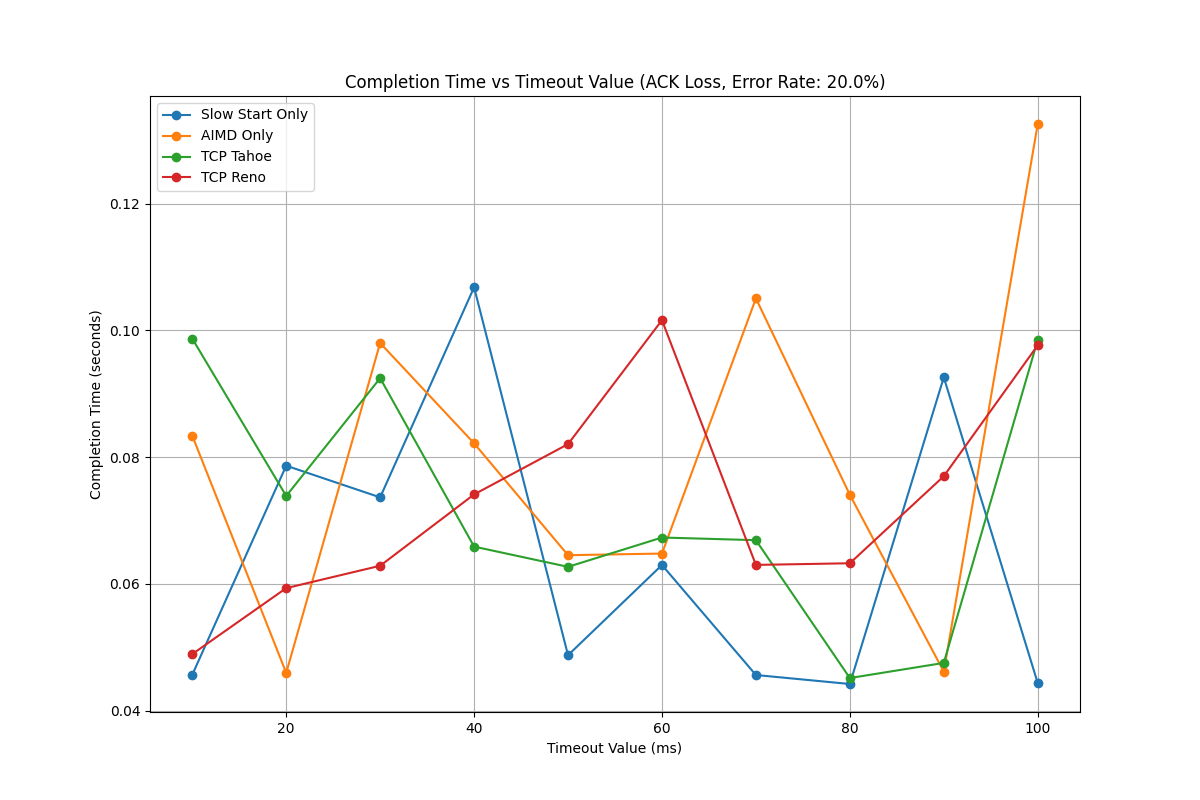 Completion Time vs Timeout Value (ACK Loss, Error Rate: 20.0%)
Slow Start Only
AIMD Only
TCP Tahoe
TCP Reno
0.12
0.10
0.08
0.06
0.04
Completion Time (seconds)
20 40 60 80 100
Timeout Value (ms)